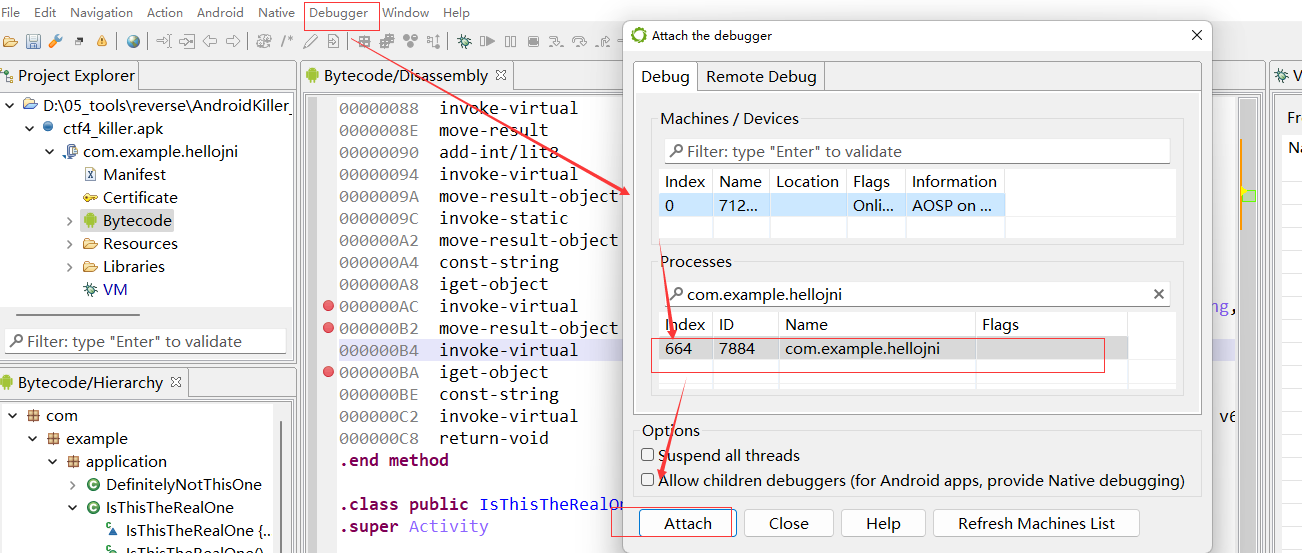 File Edit Navigation Action Android Native Debugger Window Help
Project Explorer
D:\05_tools\reverse\AndroidKiller_
ctf4_killer.apk
com.example.hellojni
Manifest
Certificate
Bytecode
Resources
Libraries
VM
Filter: type "Enter" to validate
Bytecode/Hierarchy
com
example
application
DefinitelyNotThisOne
IsThisTheRealOne
IsThisTheRealOne {...
IsThisTheRealOne()
Bytecode/Disassembly
00000088 invoke-virtual
0000008E move-result
00000090 add-int/lit8
00000094 invoke-virtual
0000009A move-result-object
0000009C invoke-static
000000A2 move-result-object
000000A4 const-string
000000A8 iget-object
000000AC invoke-virtual
000000B2 move-result-object
000000B4 invoke-virtual
000000BA iget-object
000000BE const-string
000000C2 invoke-virtual
000000C8 return-void
.end method
.class public IsThisTheRealOn
.super Activity
ng,
v6
Attach the debugger
Debug Remote Debug
Machines / Devices
Filter: type "Enter" to validate
Index Name Location Flags Information
0 712... Onli... AOSP on ...
Processes
com.example.hellojni
Index ID Name Flags
664 7884 com.example.hellojni
Options
Suspend all threads
Allow children debuggers (for Android apps, provide Native debugging)
Attach Close Help Refresh Machines List
V
Fr
Na